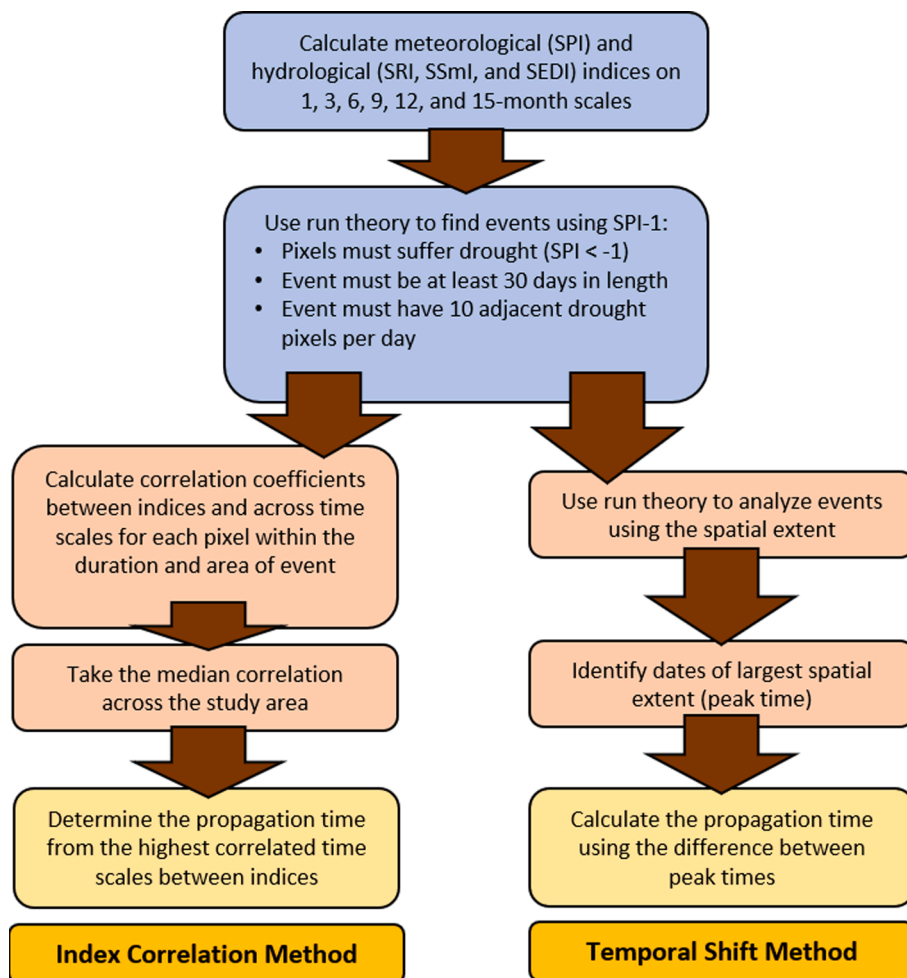 Calculate meteorological (SPI) and
hydrological (SRI, SSmI, and SEDI) indices on
1, 3, 6, 9, 12, and 15-month scales
Use run theory to find events using SPI-1:
• Pixels must suffer drought (SPI < -1)
• Event must be at least 30 days in length
• Event must have 10 adjacent drought
pixels per day
Calculate correlation coefficients
between indices and across time
scales for each pixel within the
duration and area of event
Take the median correlation
across the study area
Determine the propagation time
from the highest correlated time
scales between indices
Index Correlation Method
Use run theory to analyze events
using the spatial extent
Identify dates of largest spatial
extent (peak time)
Calculate the propagation time
using the difference between
peak times
Temporal Shift Method